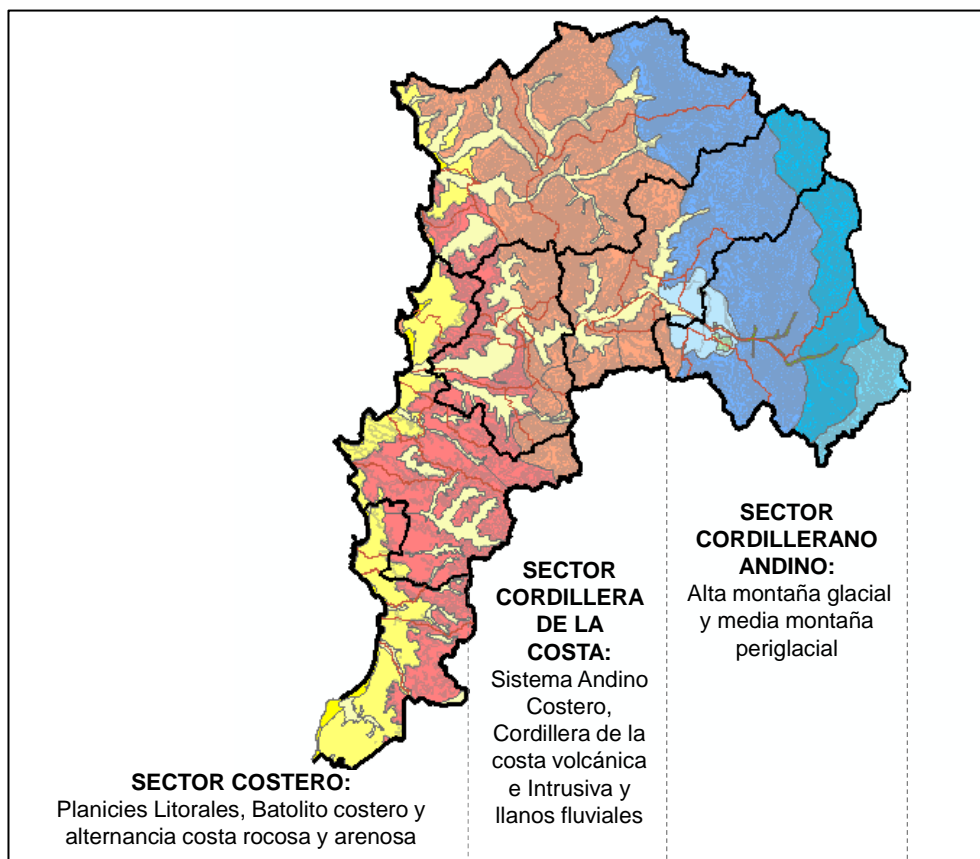 SECTOR COSTERO:
Planicies Litorales, Batolito costero y
alternancia costa rocosa y arenosa
SECTOR
CORDILLERA
DE LA
COSTA:
Sistema Andino
Costero,
Cordillera de la
costa volcánica
e Intrusiva y
llanos fluviales
SECTOR
CORDILLERANO
ANDINO:
Alta montaña glacial
y media montaña
periglacial